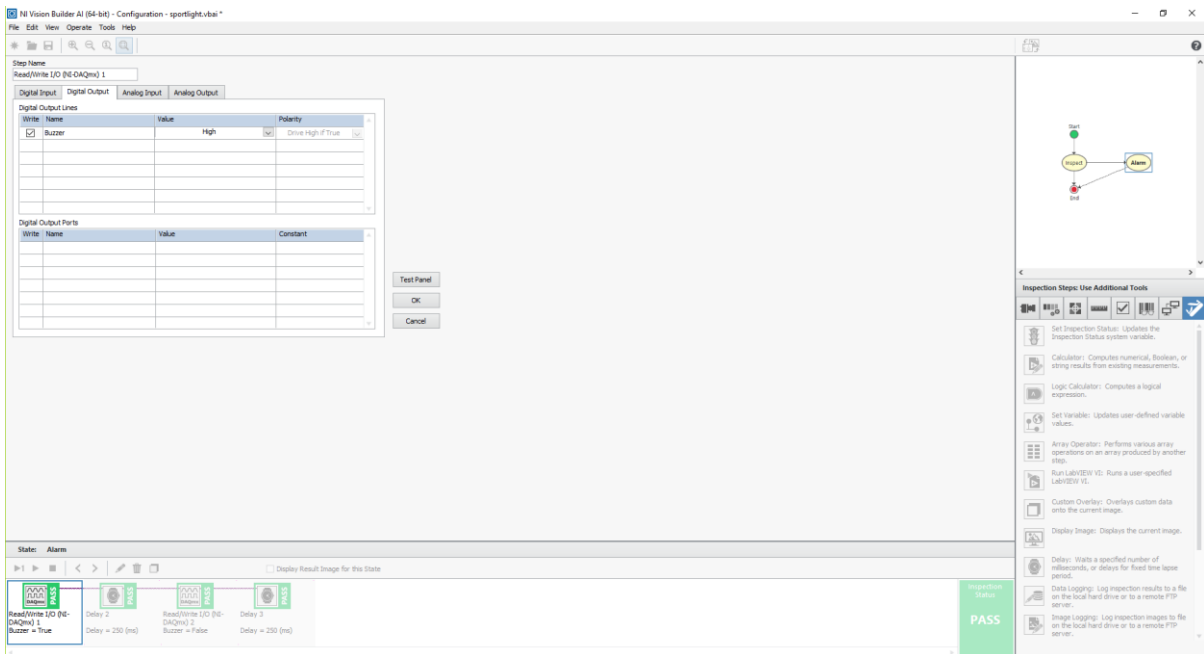 NI Vision Builder AI (64-bit) - Configuration - sportlight.vbai *
File Edit View Operate Tools Help
Step Name
Read/Write I/O (NI-DAQmx) 1
Digital Input Digital Output Analog Input Analog Output
Digital Output Lines
Write Name Value Polarity
Buzzer High Drive High if True
Digital Output Ports
Write Name Value Constant
Test Panel
OK
Cancel
Start
Inspect Alarm
End
Inspection Steps: Use Additional Tools
Set Inspection Status: Updates the
Inspection Status system variable.
Calculator: Computes numerical, Boolean, or
string results from existing measurements.
Logic Calculator: Computes a logical
expression.
Set Variable: Updates user-defined variable
values.
Array Operator: Performs various array
operations on an array produced by another
step.
Run LabVIEW VI: Runs a user-specified
LabVIEW VI.
Custom Overlay: Overlays custom data
onto the current image.
Display Image: Displays the current image.
Delay: Waits a specified number of
milliseconds, or delays for fixed time lapse
period.
Data Logging: Log inspection results to a file
on the local hard drive or to a remote FTP
server.
Image Logging: Log inspection images to file
on the local hard drive or to a remote FTP
server.
State: Alarm
Display Result Image for this State
DAQmx PASS PASS DAQmx PASS PASS
Read/Write I/O (NI-
DAQmx) 1
Buzzer = True
Delay 2
Delay = 250 (ms)
Read/Write I/O (NI-
DAQmx) 2
Buzzer = False
Delay 3
Delay = 250 (ms)
Inspection
Status
PASS